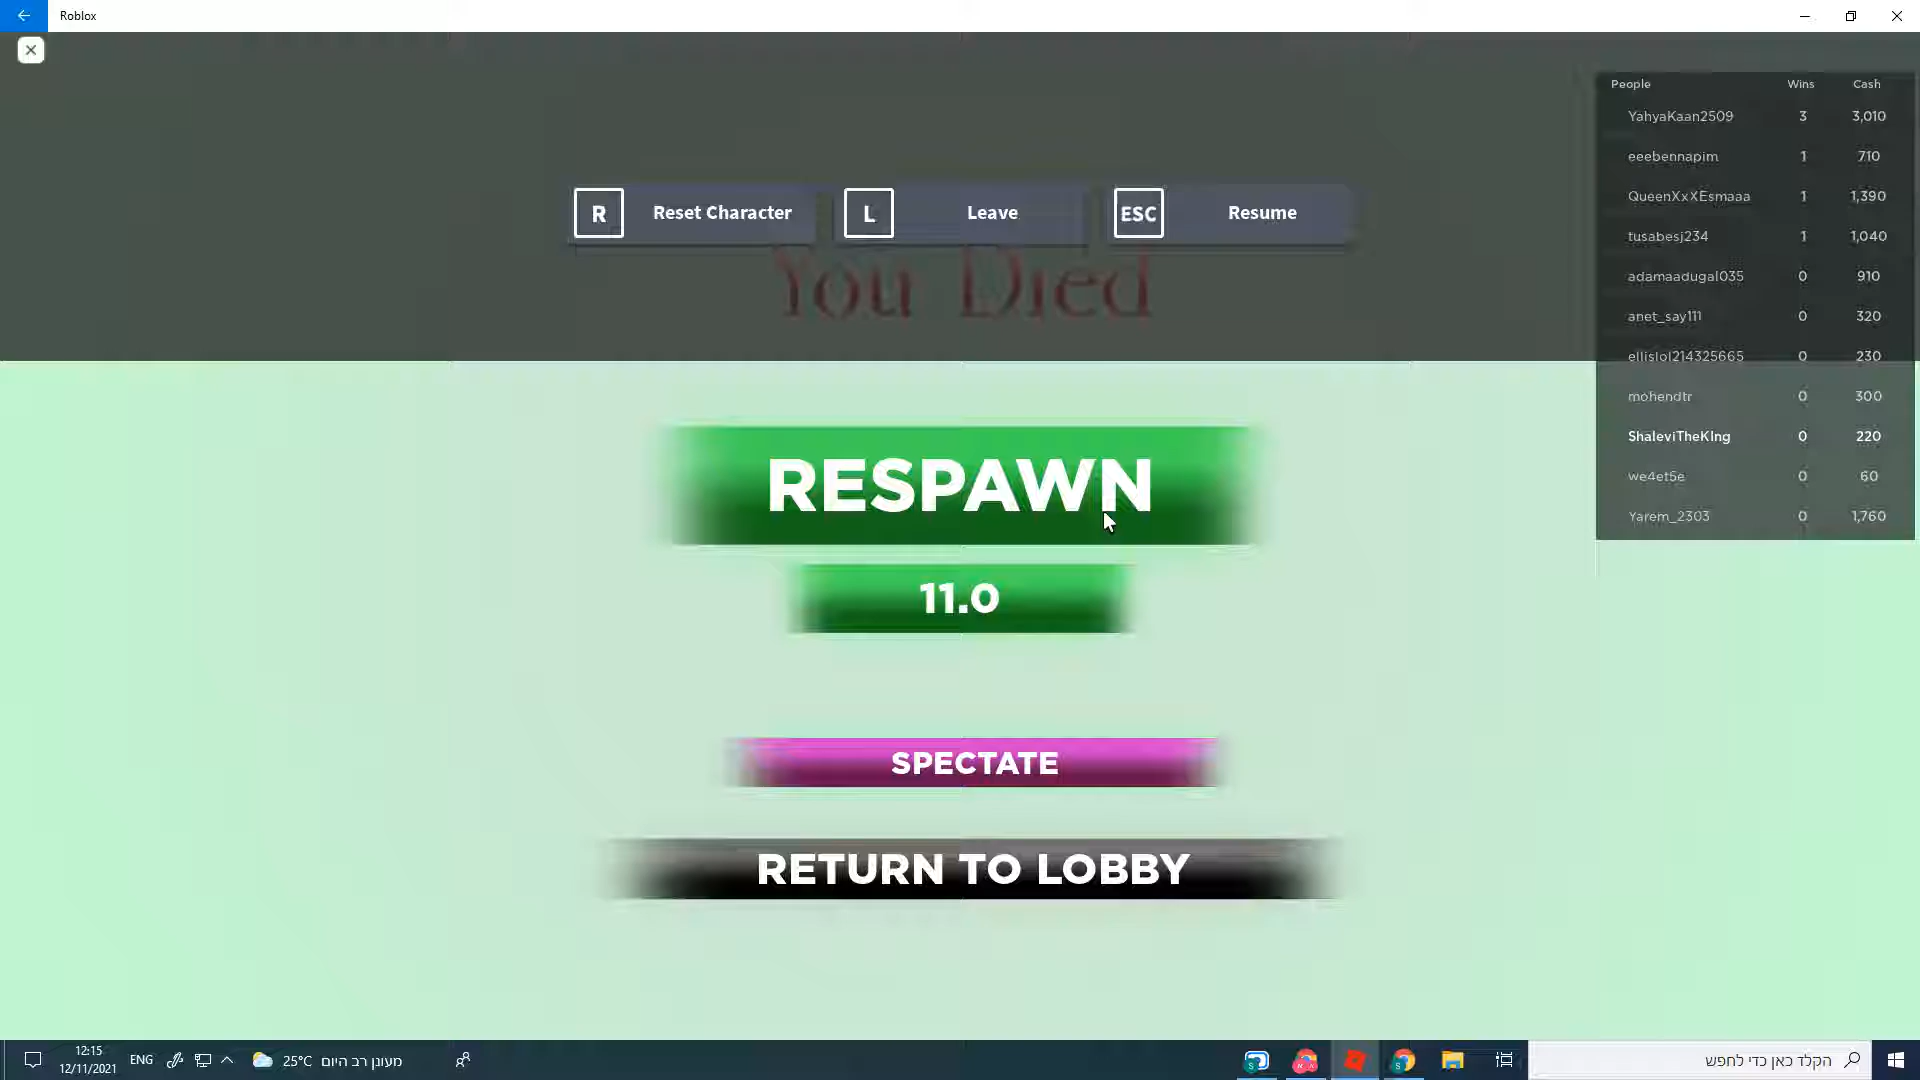 Roblox
People Wins Cash
YahyaKaan2509 3 3,010
eeebennapim 1 710
QueenXxXEsmaaa 1 1,390
tusabesj234 1 1,040
adamaadugal035 0 910
anet_say111 0 320
ellislol214325665 0 230
mohendtr 0 300
ShaleviTheKIng 0 220
we4et5e 0 60
Yarem_2303 0 1,760
R Reset Character L Leave ESC Resume
You Died
RESPAWN
11.0
SPECTATE
RETURN TO LOBBY
12:15
12/11/2021
ENG
25°C מעונן רב היום
הקלד כאן כדי לחפש